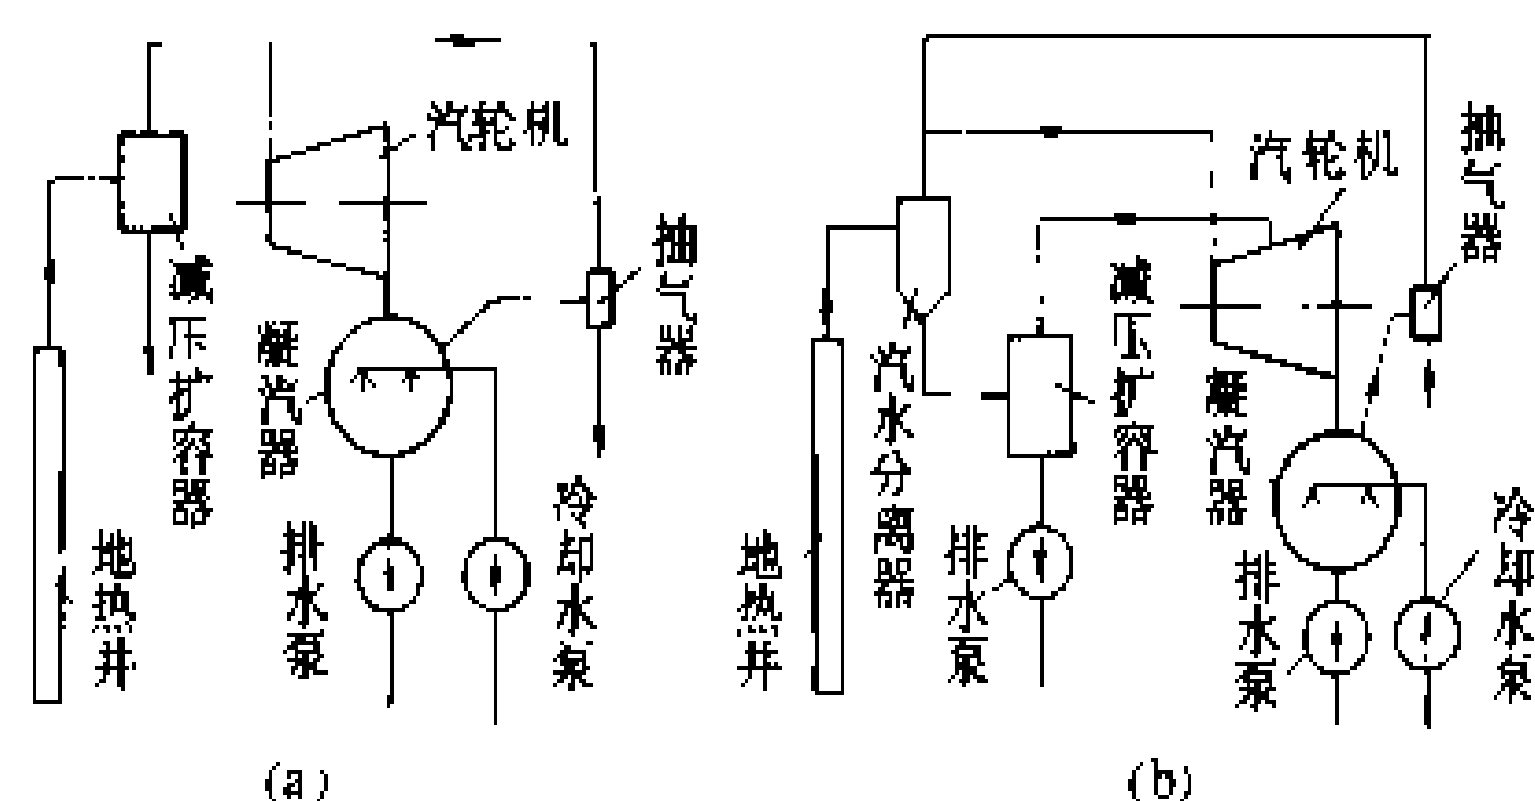 汽轮机
抽气器
减压扩容器
凝汽器
地热井
排水泵
冷却水泵
(a)
汽轮机
抽气器
减压扩容器
凝汽器
汽水分离器
地热井
排水泵
排水泵
冷却水泵
(b)